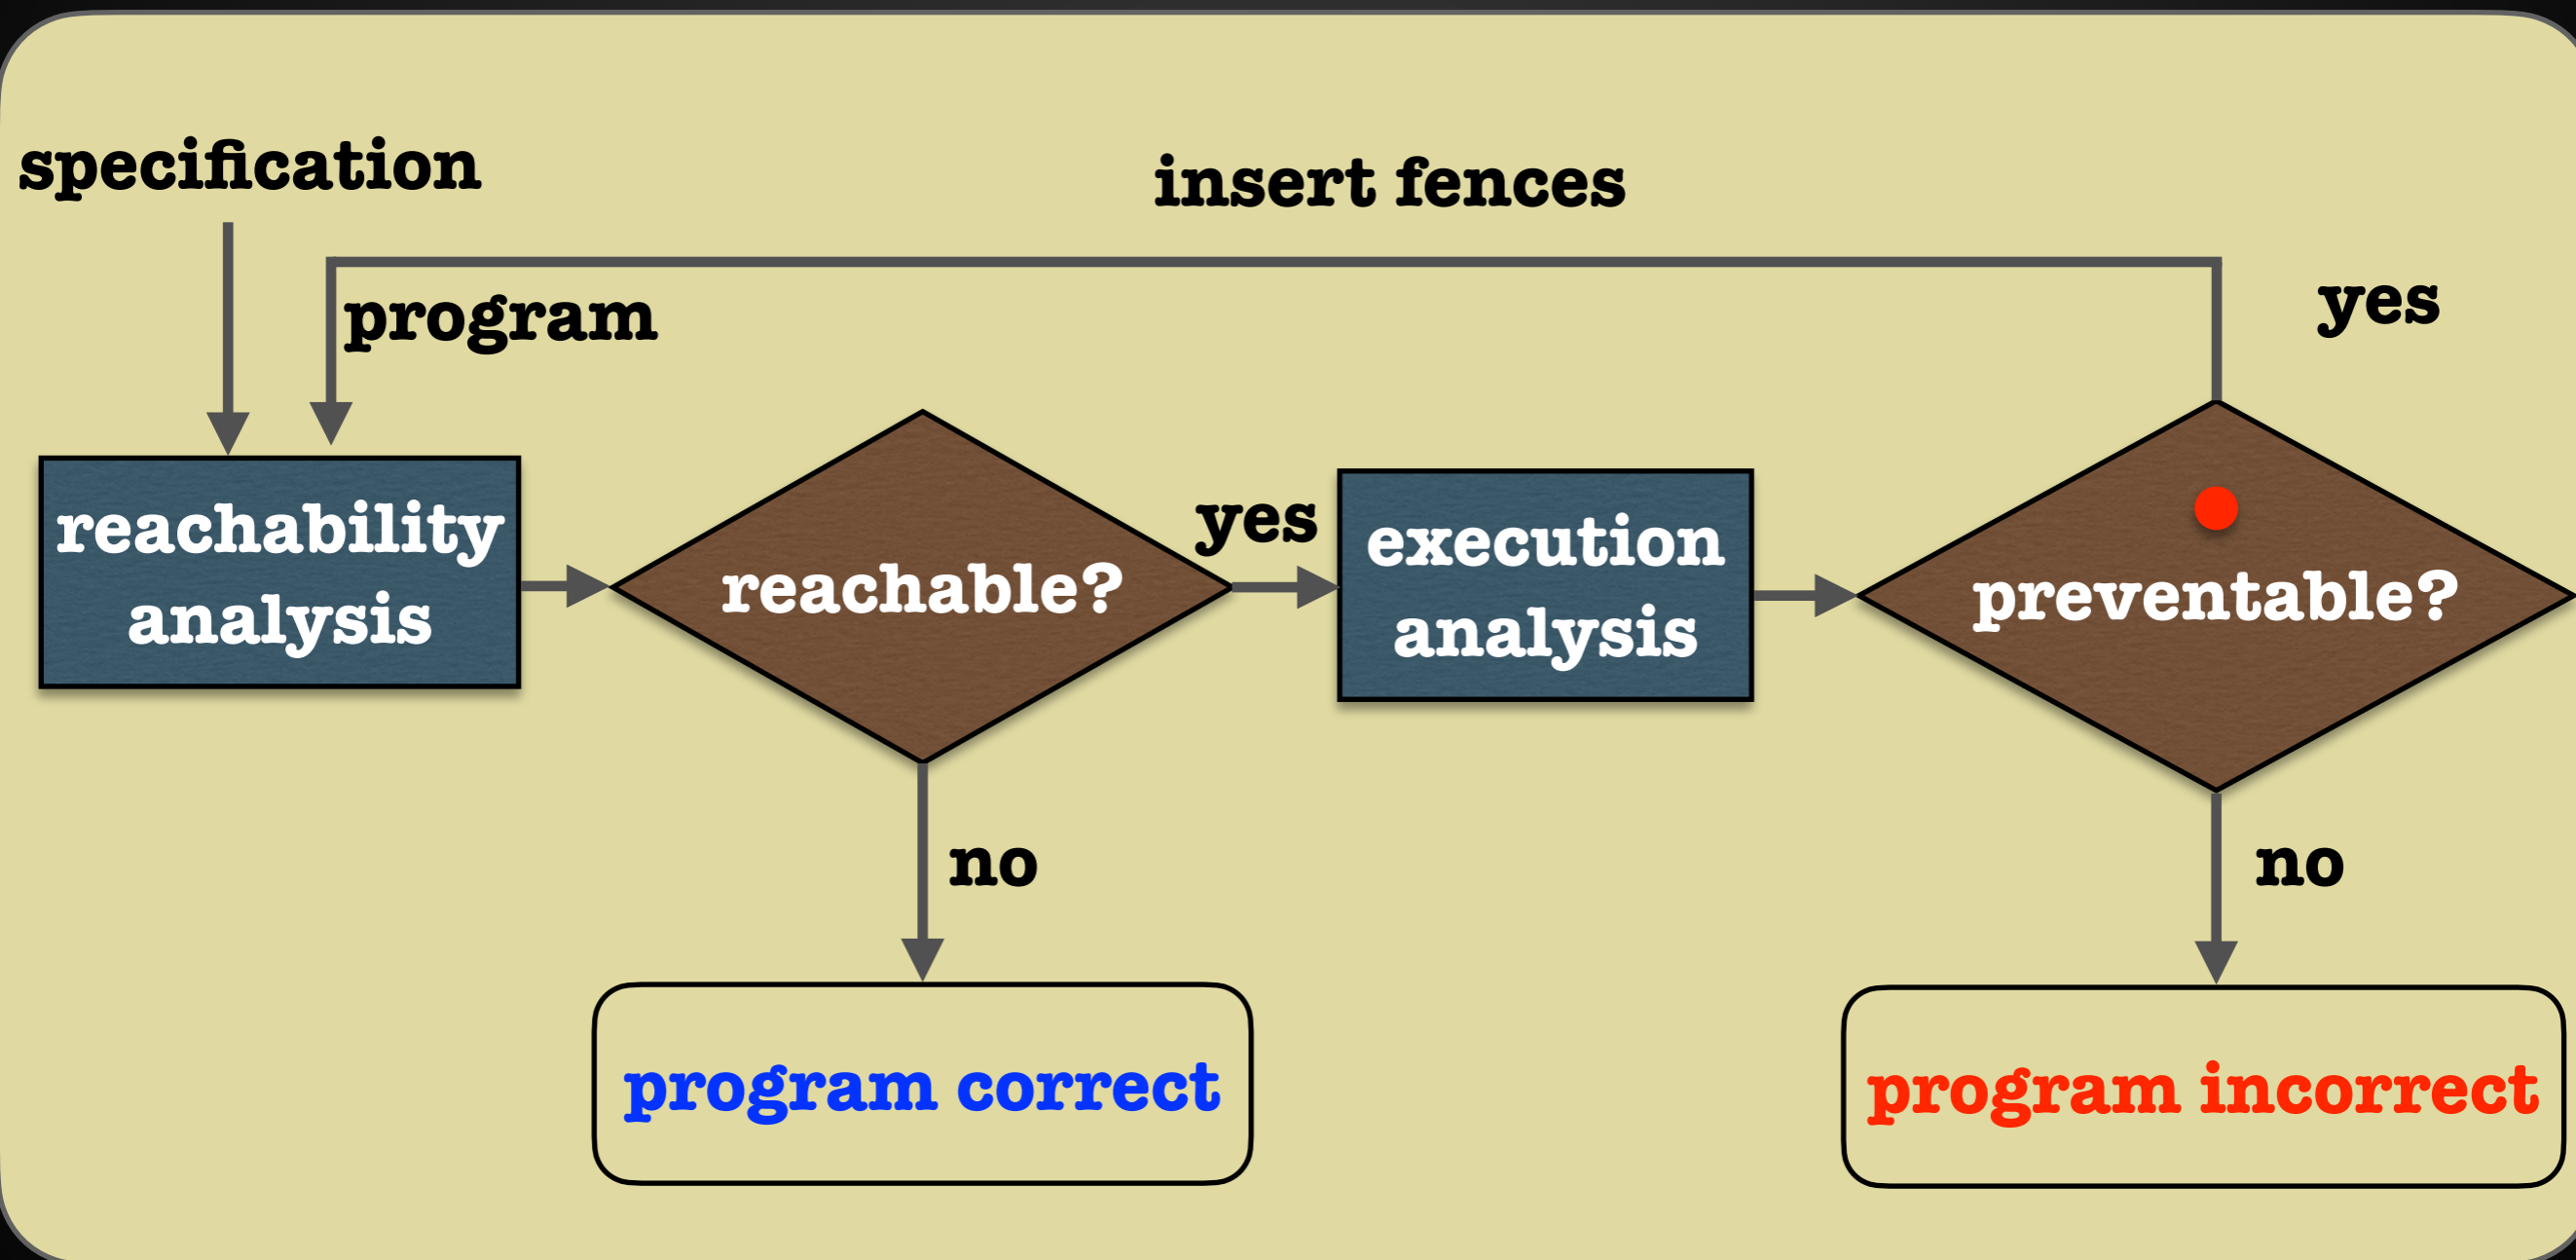 specification
insert fences
program
yes
reachability
analysis
reachable?
yes
execution
analysis
preventable?
no
no
program correct
program incorrect